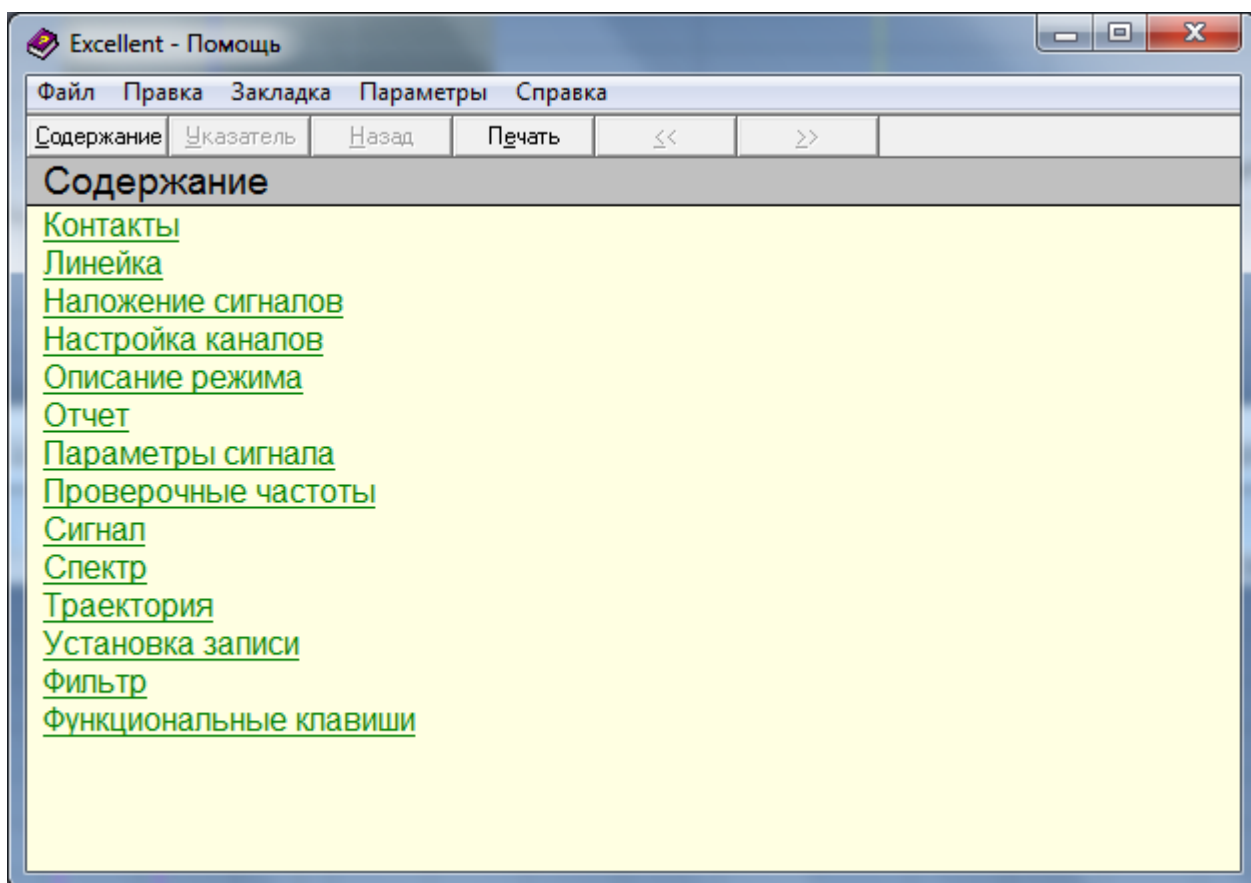 Excellent - Помощь
Файл Правка Закладка Параметры Справка
Содержание Указатель Назад Печать << >>
Содержание
Контакты
Линейка
Наложение сигналов
Настройка каналов
Описание режима
Отчет
Параметры сигнала
Проверочные частоты
Сигнал
Спектр
Траектория
Установка записи
Фильтр
Функциональные клавиши